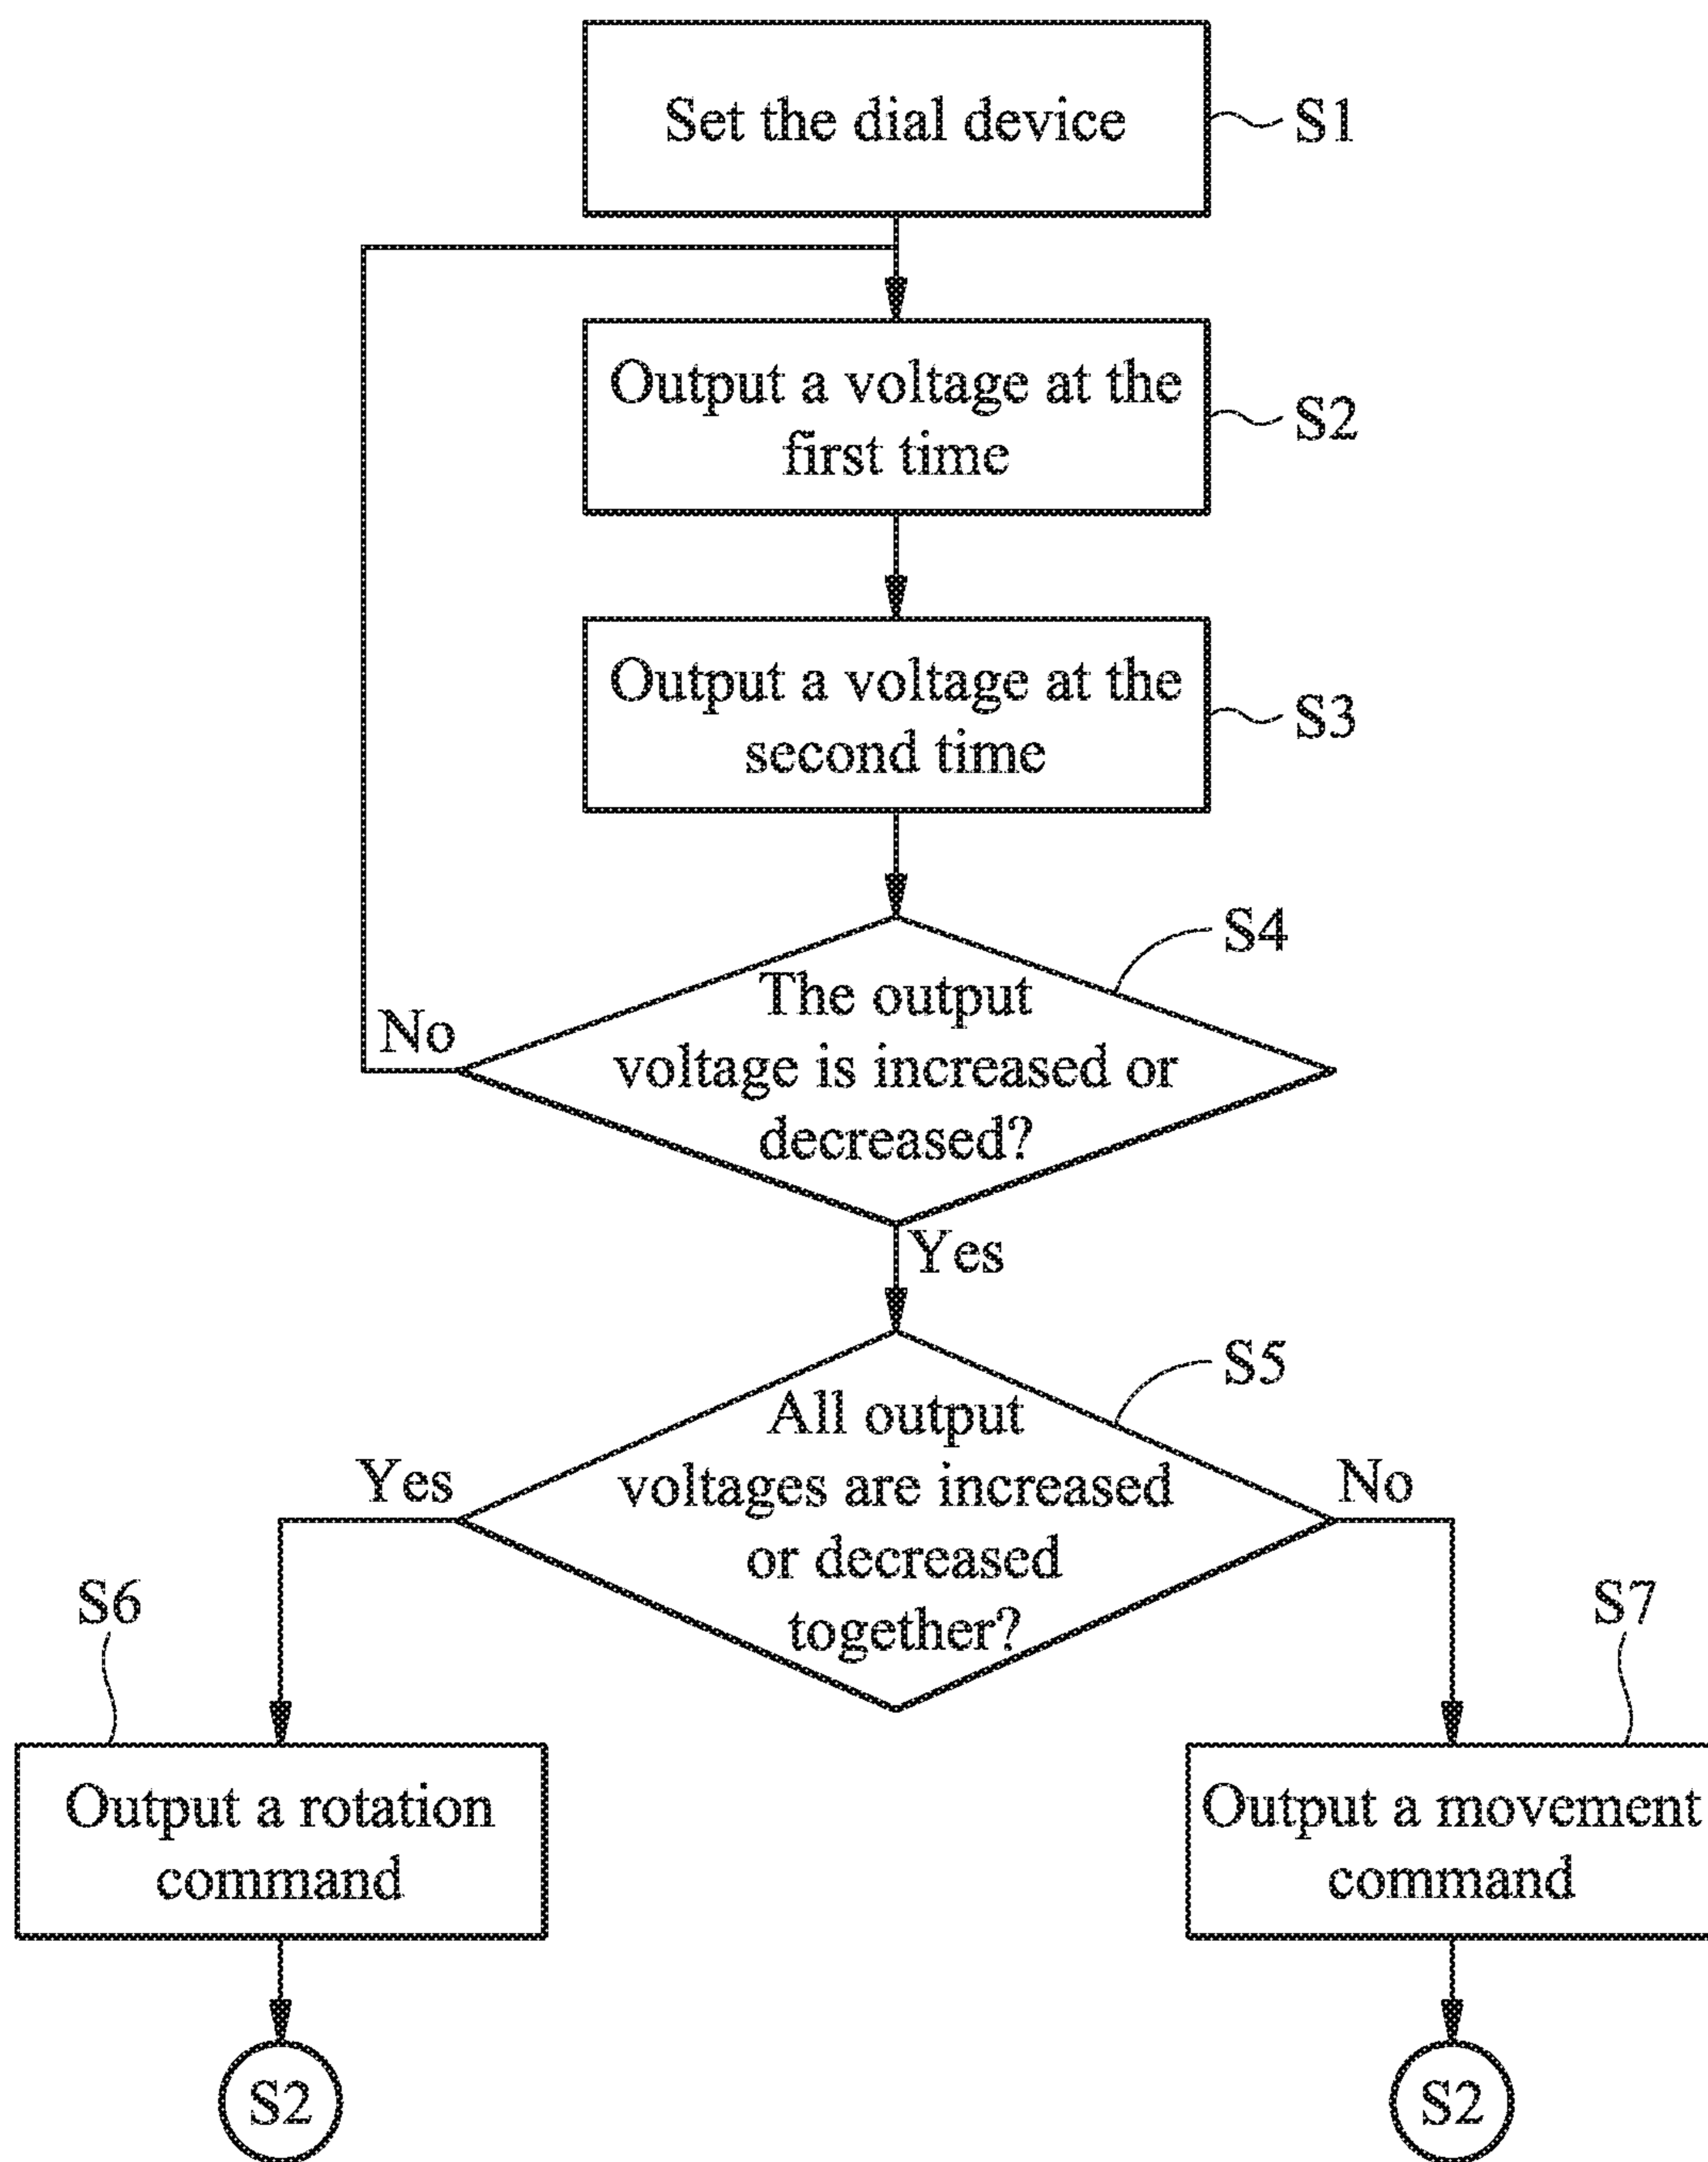 Set the dial device
S1
Output a voltage at the
first time
S2
Output a voltage at the
second time
S3
S4
The output
voltage is increased or
decreased?
No
Yes
S5
All output
voltages are increased
or decreased
together?
Yes
No
S6
S7
Output a rotation
command
Output a movement
command
S2
S2